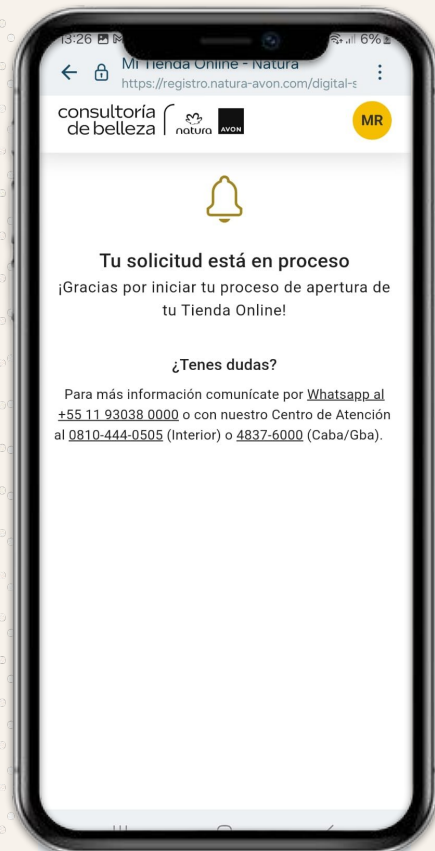 13:26
6%
Mi Tienda Online - Natura
https://registro.natura-avon.com/digital-s
consultoría
de belleza
natura
AVON
MR
Tu solicitud está en proceso
¡Gracias por iniciar tu proceso de apertura de
tu Tienda Online!
¿Tenes dudas?
Para más información comunícate por Whatsapp al
+55 11 93038 0000 o con nuestro Centro de Atención
al 0810-444-0505 (Interior) o 4837-6000 (Caba/Gba).